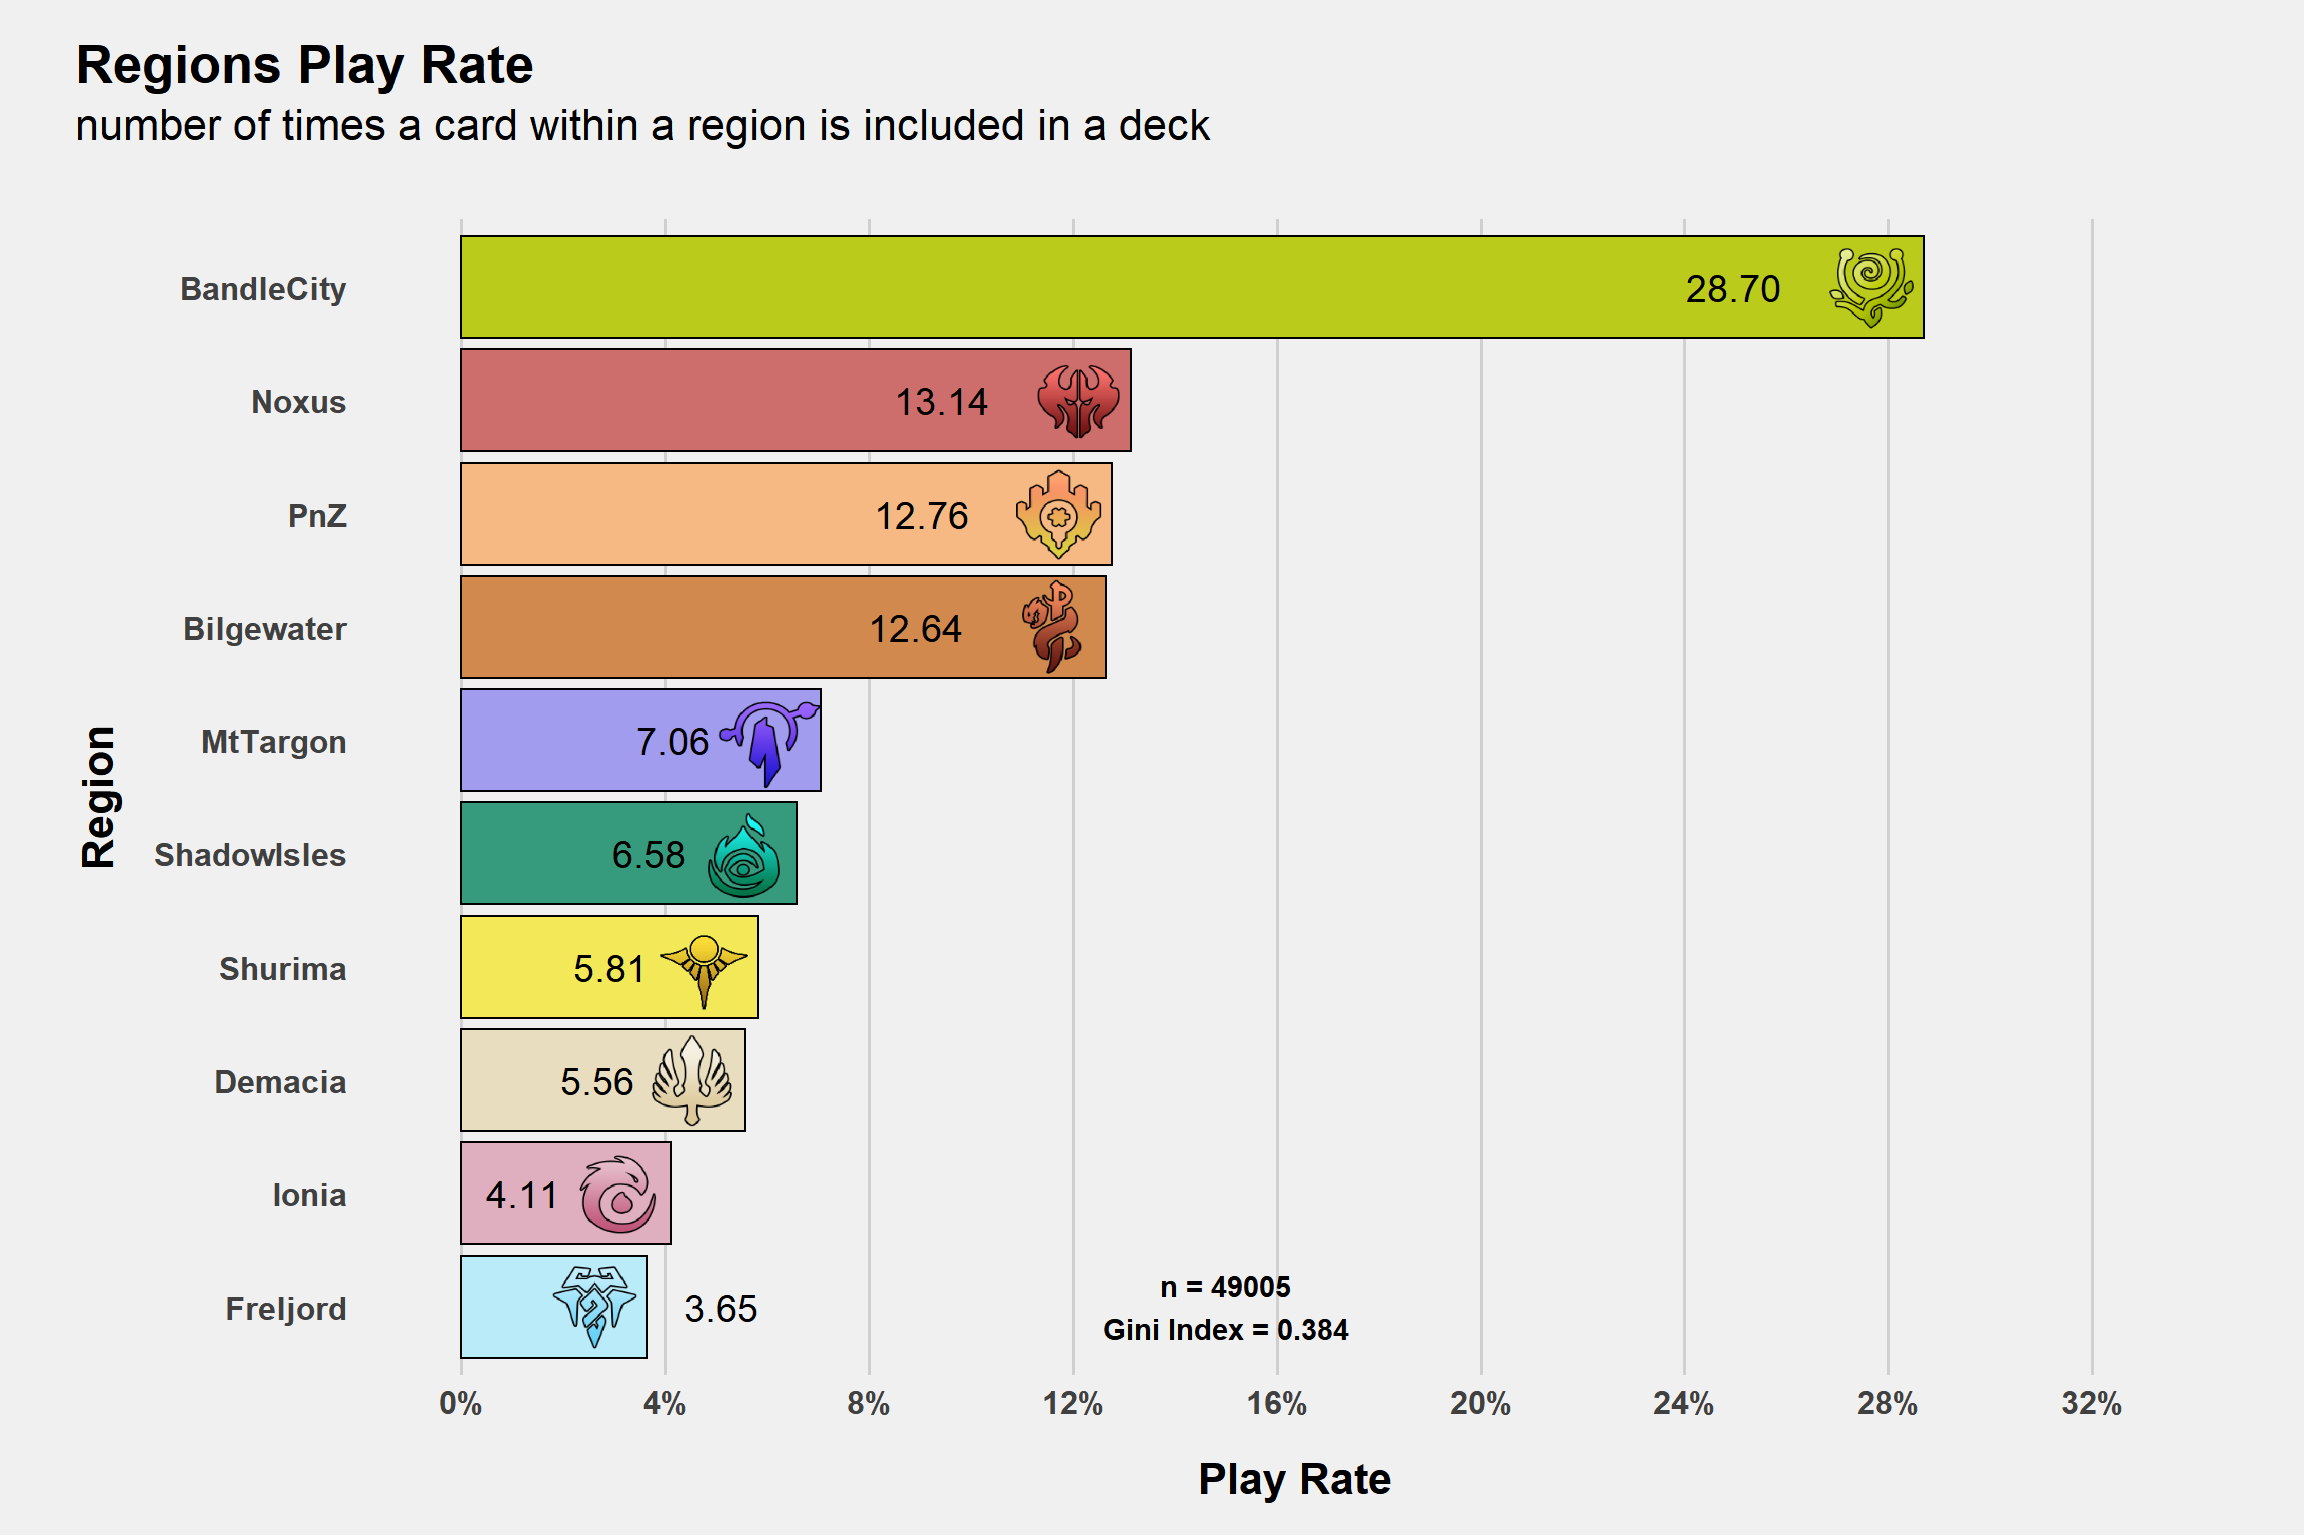 Regions Play Rate
number of times a card within a region is included in a deck
BandleCity
28.70
Noxus
13.14
PnZ
12.76
Bilgewater
12.64
MtTargon
7.06
ShadowIsles
6.58
Shurima
5.81
Demacia
5.56
Ionia
4.11
Freljord
3.65
n = 49005
Gini Index = 0.384
Region
0%
4%
8%
12%
16%
20%
24%
28%
32%
Play Rate